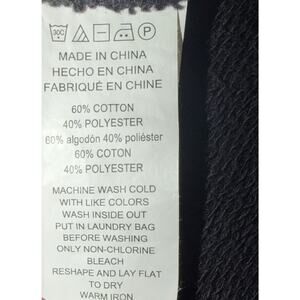 30C P
MADE IN CHINA
HECHO EN CHINA
FABRIQUÉ EN CHINE
60% COTTON
40% POLYESTER
60% algodón 40% poliéster
60% COTON
40% POLYESTER
MACHINE WASH COLD
WITH LIKE COLORS
WASH INSIDE OUT
PUT IN LAUNDRY BAG
BEFORE WASHING
ONLY NON-CHLORINE
BLEACH
RESHAPE AND LAY FLAT
TO DRY
WARM IRON